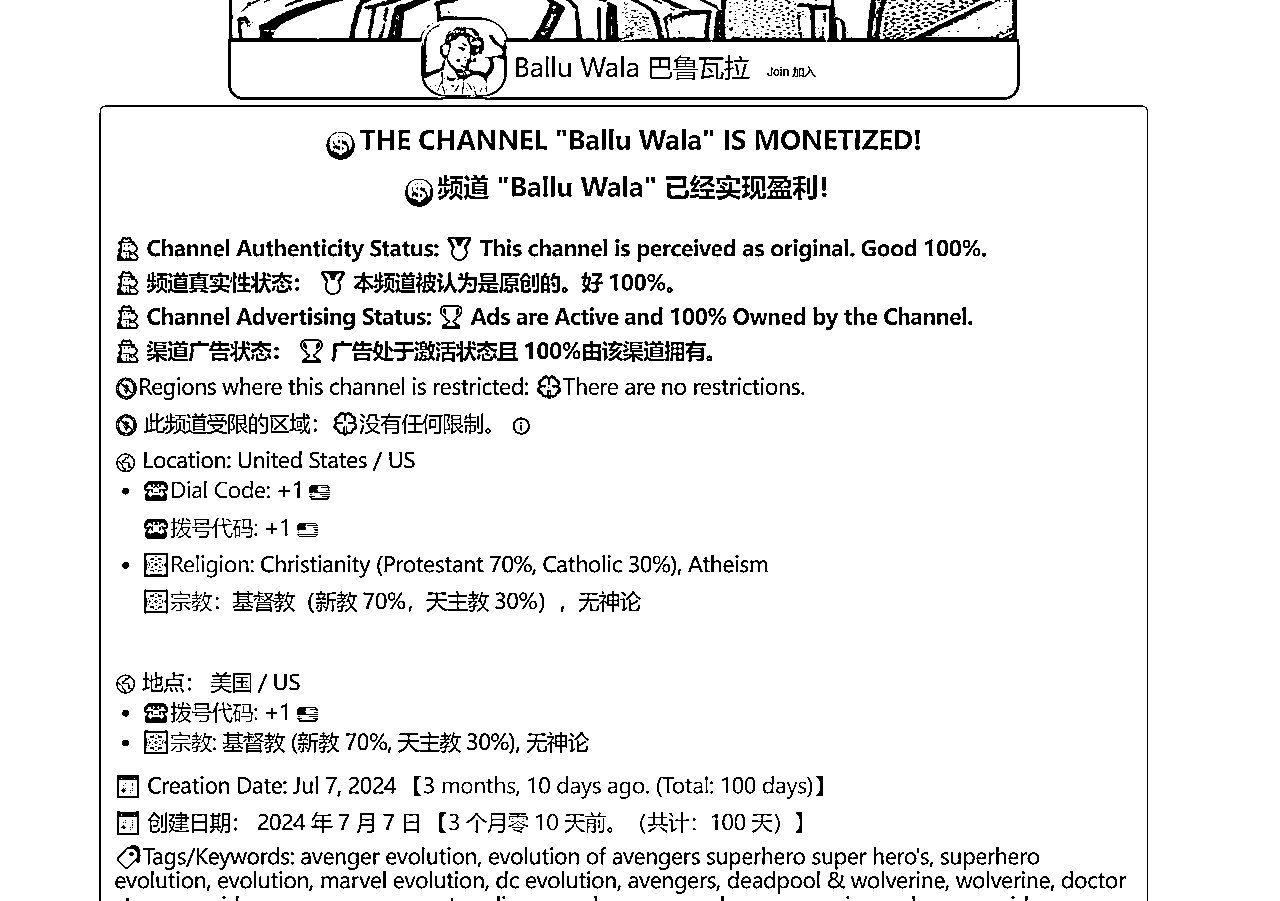 Ballu Wala 巴鲁瓦拉 Join 加入
THE CHANNEL "Ballu Wala" IS MONETIZED!
频道 "Ballu Wala" 已经实现盈利!
Channel Authenticity Status: This channel is perceived as original. Good 100%.
频道真实性状态： 本频道被认为是原创的。好 100%。
Channel Advertising Status: Ads are Active and 100% Owned by the Channel.
渠道广告状态： 广告处于激活状态且 100%由该渠道拥有。
Regions where this channel is restricted: There are no restrictions.
此频道受限的区域： 没有任何限制。
Location: United States / US
• Dial Code: +1
拨号代码: +1
• Religion: Christianity (Protestant 70%, Catholic 30%), Atheism
宗教：基督教（新教 70%，天主教 30%），无神论
地点： 美国 / US
• 拨号代码: +1
• 宗教: 基督教 (新教 70%, 天主教 30%), 无神论
Creation Date: Jul 7, 2024 【3 months, 10 days ago. (Total: 100 days)】
创建日期： 2024 年 7 月 7 日 【3 个月零 10 天前。（共计：100 天）】
Tags/Keywords: avenger evolution, evolution of avengers superhero super hero's, superhero
evolution, evolution, marvel evolution, dc evolution, avengers, deadpool & wolverine, wolverine, doctor